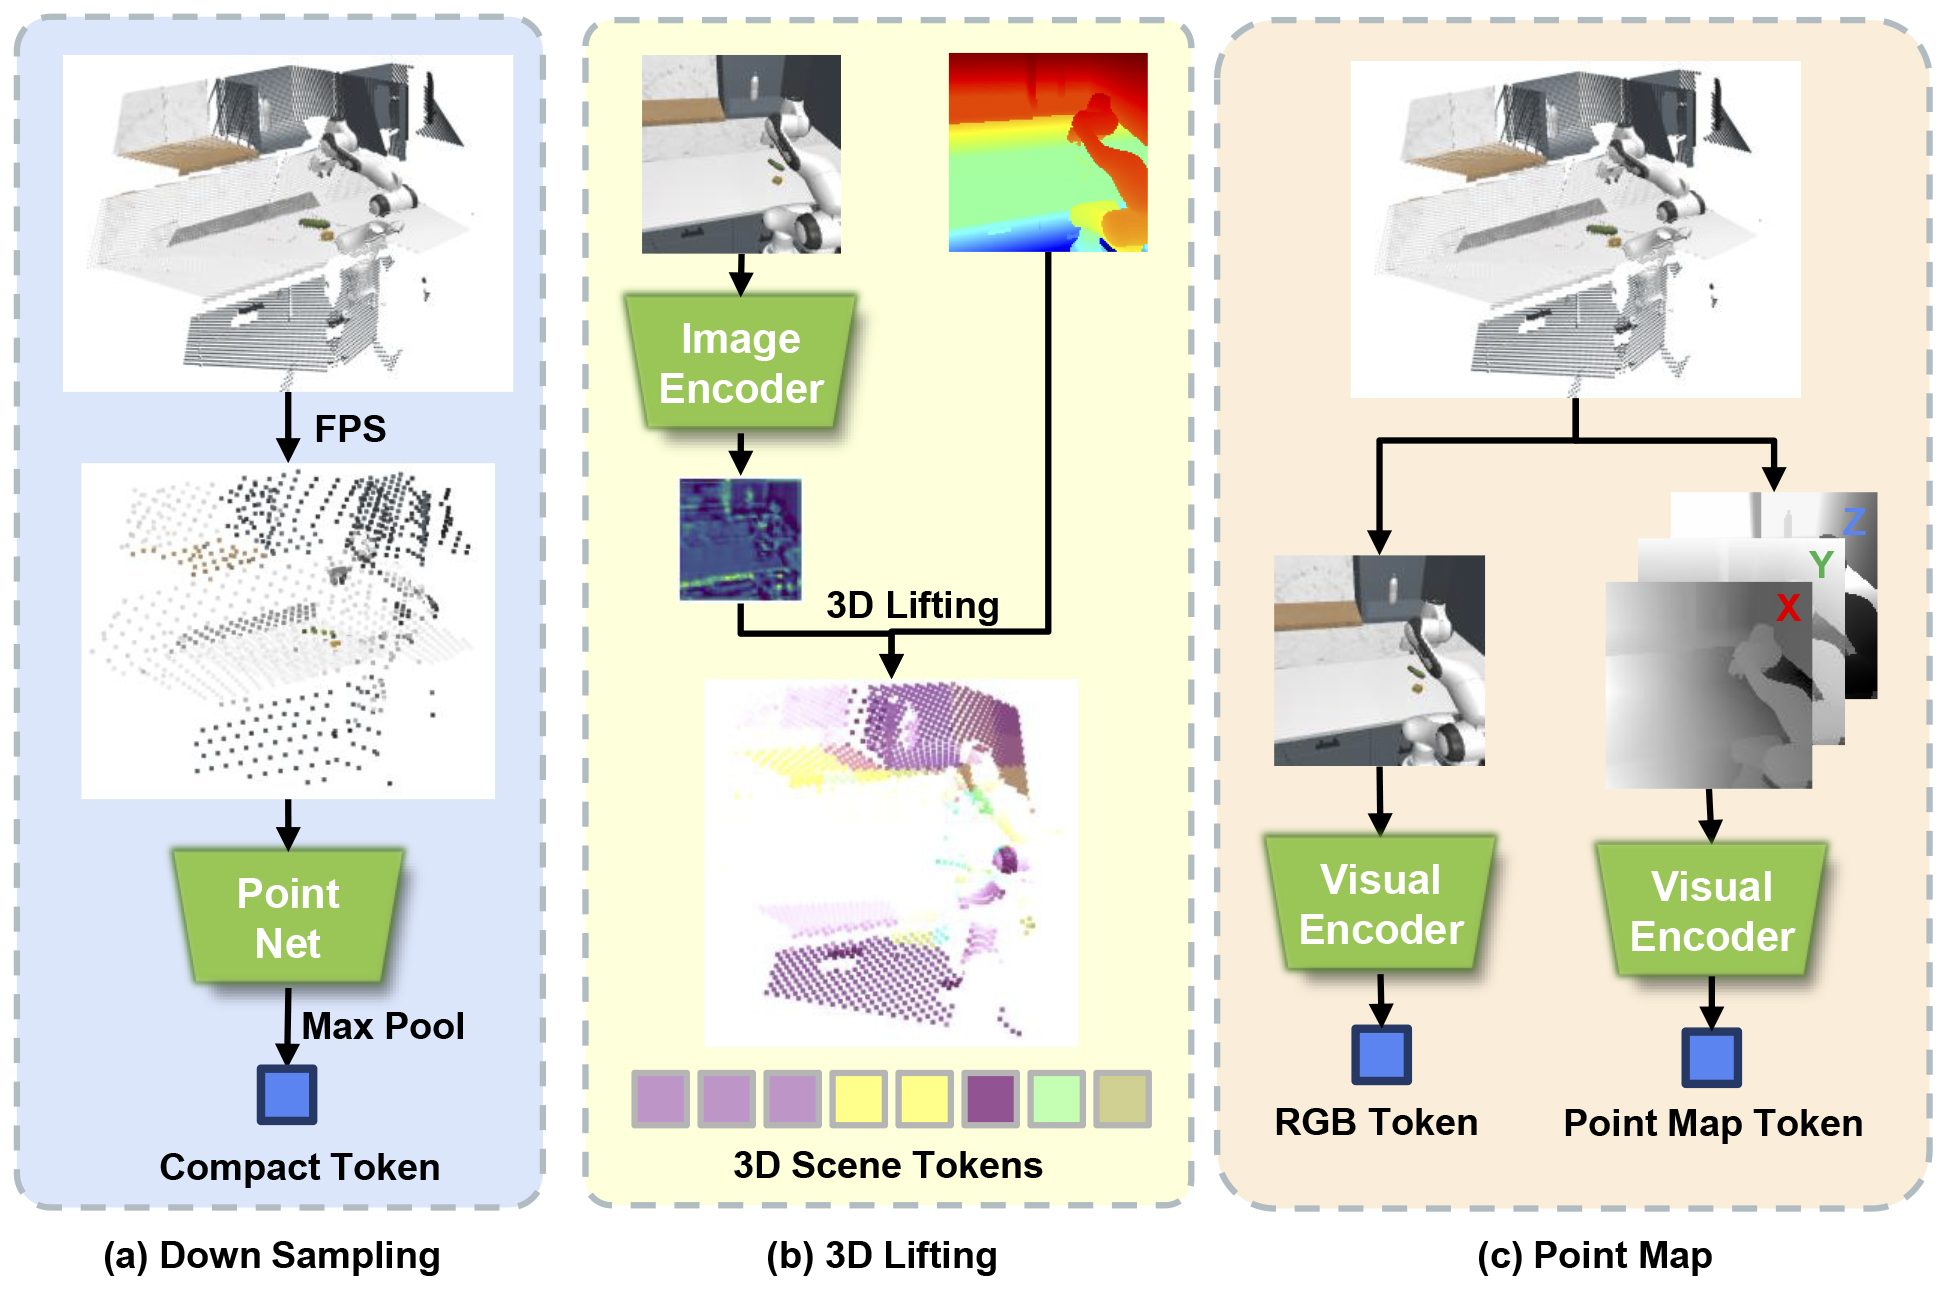 FPS
Point
Net
Max Pool
Compact Token
(a) Down Sampling
Image
Encoder
3D Lifting
3D Scene Tokens
(b) 3D Lifting
Z
Y
X
Visual
Encoder
Visual
Encoder
RGB Token
Point Map Token
(c) Point Map